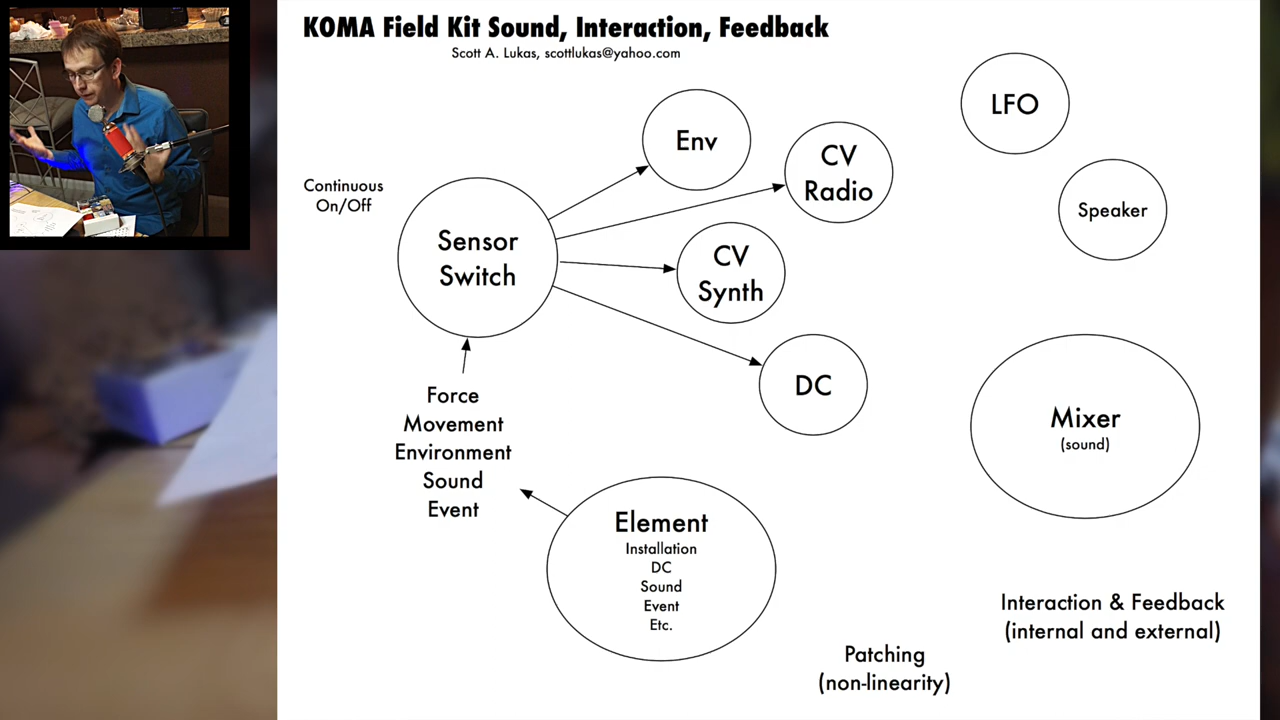 KOMA Field Kit Sound, Interaction, Feedback
Scott A. Lukas, scottlukas@yahoo.com
Continuous
On/Off
Sensor
Switch
Env
CV
Radio
CV
Synth
DC
LFO
Speaker
Mixer
(sound)
Force
Movement
Environment
Sound
Event
Element
Installation
DC
Sound
Event
Etc.
Interaction & Feedback
(internal and external)
Patching
(non-linearity)